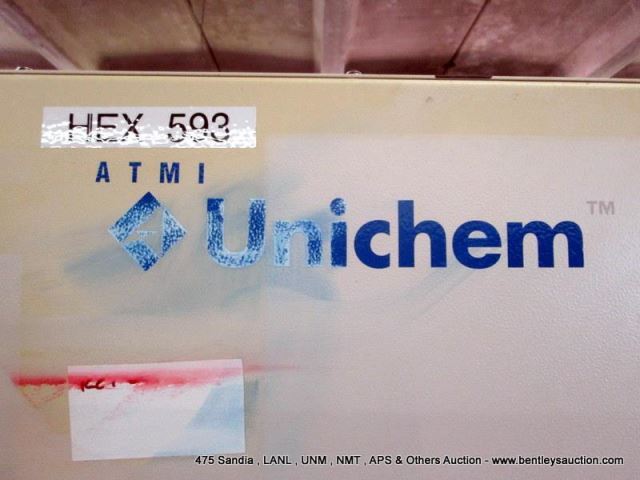 HEX 593
ATMI
Unichem™
475 Sandia , LANL , UNM , NMT , APS & Others Auction - www.bentleysauction.com